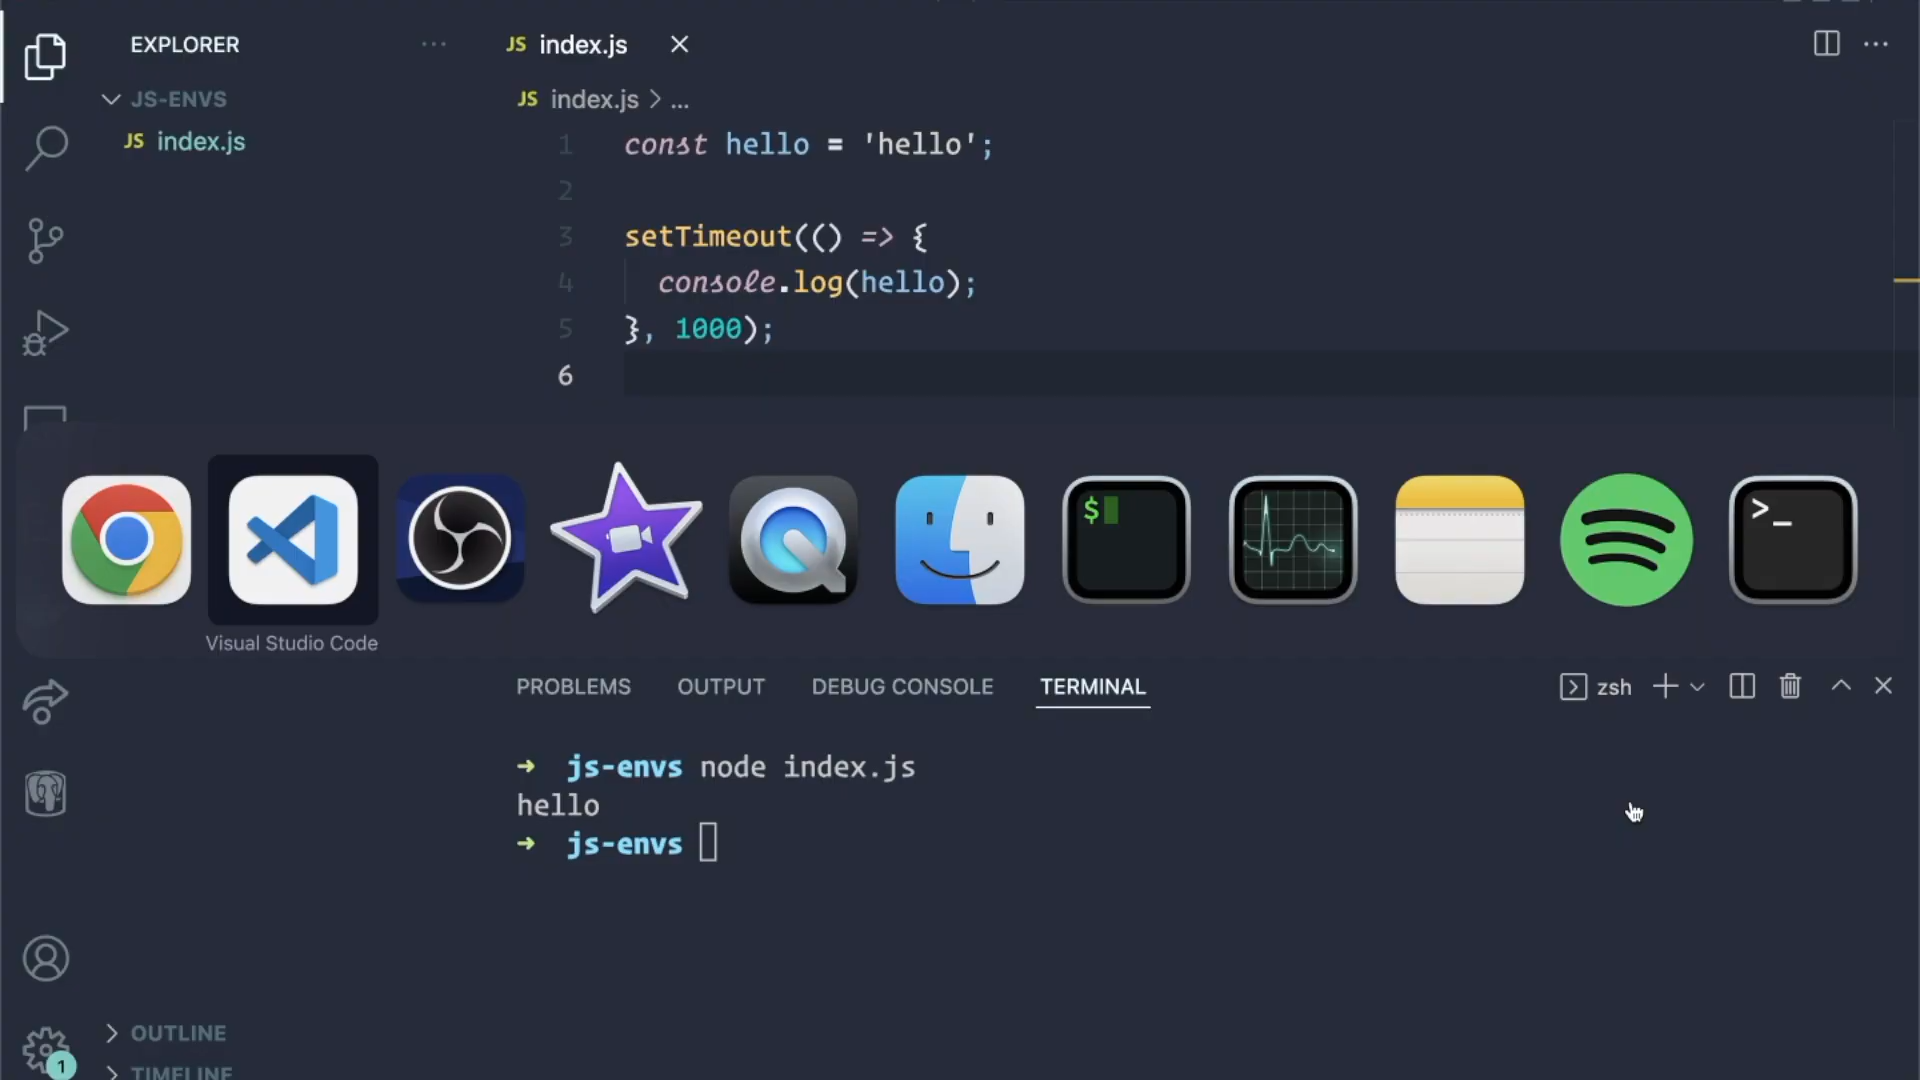 EXPLORER
JS-ENVS
JS index.js
JS index.js
JS index.js > ...
1 const hello = 'hello';
2
3 setTimeout(() => {
4 console.log(hello);
5 }, 1000);
6
$
>_
Visual Studio Code
PROBLEMS OUTPUT DEBUG CONSOLE TERMINAL zsh
→ js-envs node index.js
hello
→ js-envs
OUTLINE
1
TIMELINE